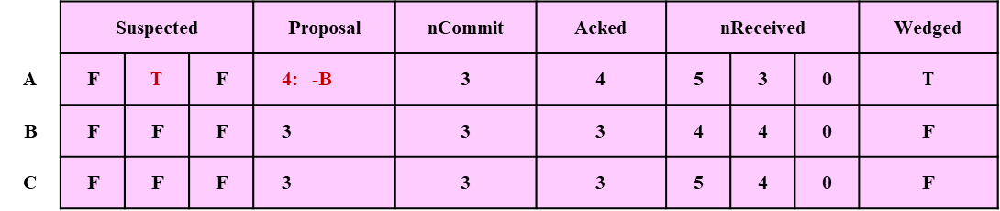 Suspected Proposal nCommit Acked nReceived Wedged
A F T F 4: -B 3 4 5 3 0 T
B F F F 3 3 3 4 4 0 F
C F F F 3 3 3 5 4 0 F